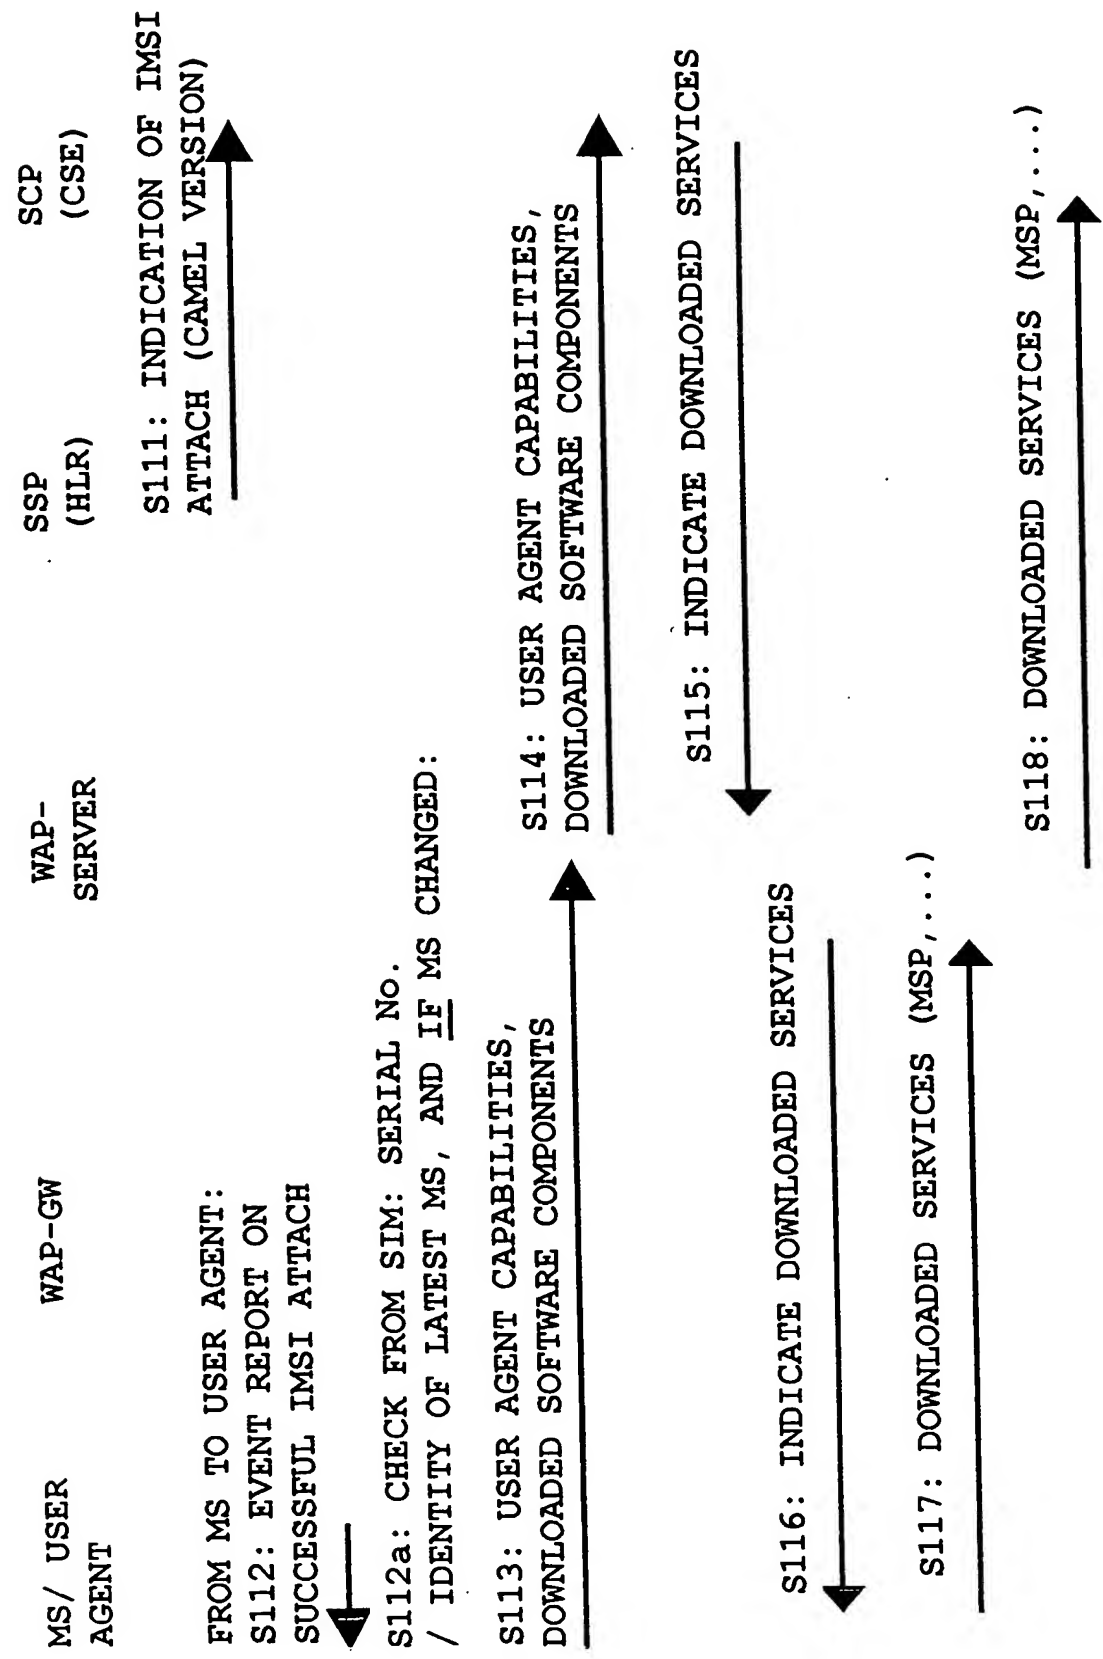 MS/ USER
AGENT
WAP-GW
WAP-
SERVER
SSP
(HLR)
SCP
(CSE)
S111: INDICATION OF IMSI
ATTACH (CAMEL VERSION)
FROM MS TO USER AGENT:
S112: EVENT REPORT ON
SUCCESSFUL IMSI ATTACH
S112a: CHECK FROM SIM: SERIAL No.
/ IDENTITY OF LATEST MS, AND IF MS CHANGED:
S113: USER AGENT CAPABILITIES,
DOWNLOADED SOFTWARE COMPONENTS
S114: USER AGENT CAPABILITIES,
DOWNLOADED SOFTWARE COMPONENTS
S115: INDICATE DOWNLOADED SERVICES
S116: INDICATE DOWNLOADED SERVICES
S117: DOWNLOADED SERVICES (MSP,...)
S118: DOWNLOADED SERVICES (MSP,....)